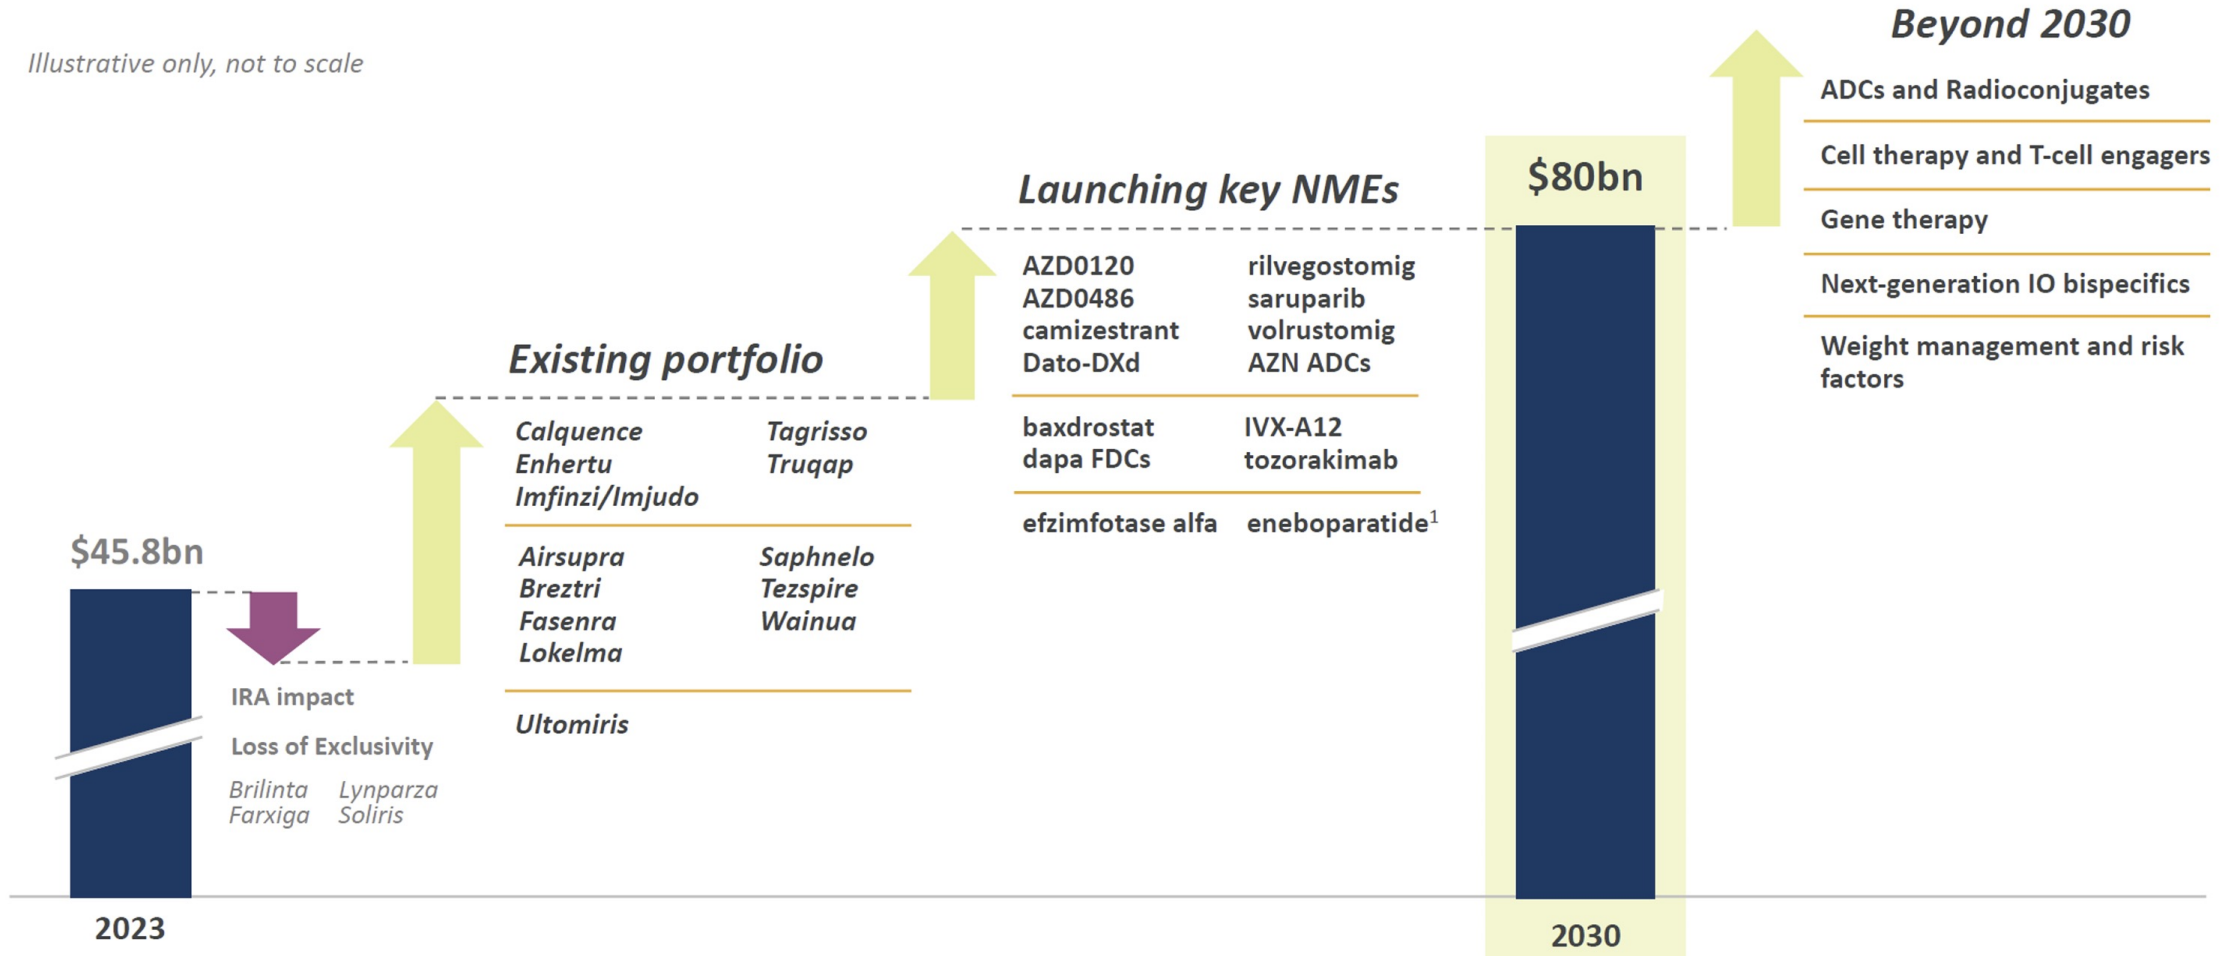 Illustrative only, not to scale
$45.8bn
2023
IRA impact
Loss of Exclusivity
Brilinta Lynparza
Farxiga Soliris
Existing portfolio
Calquence Tagrisso
Enhertu Truqap
Imfinzi/Imjudo
Airsupra Saphnelo
Breztri Tezspire
Fasenra Wainua
Lokelma
Ultomiris
Launching key NMEs
AZD0120 rilvegostomig
AZD0486 saruparib
camizestrant volrustomig
Dato-DXd AZN ADCs
baxdrostat IVX-A12
dapa FDCs tozorakimab
efzimfotase alfa eneboparatide¹
$80bn
2030
Beyond 2030
ADCs and Radioconjugates
Cell therapy and T-cell engagers
Gene therapy
Next-generation IO bispecifics
Weight management and risk
factors